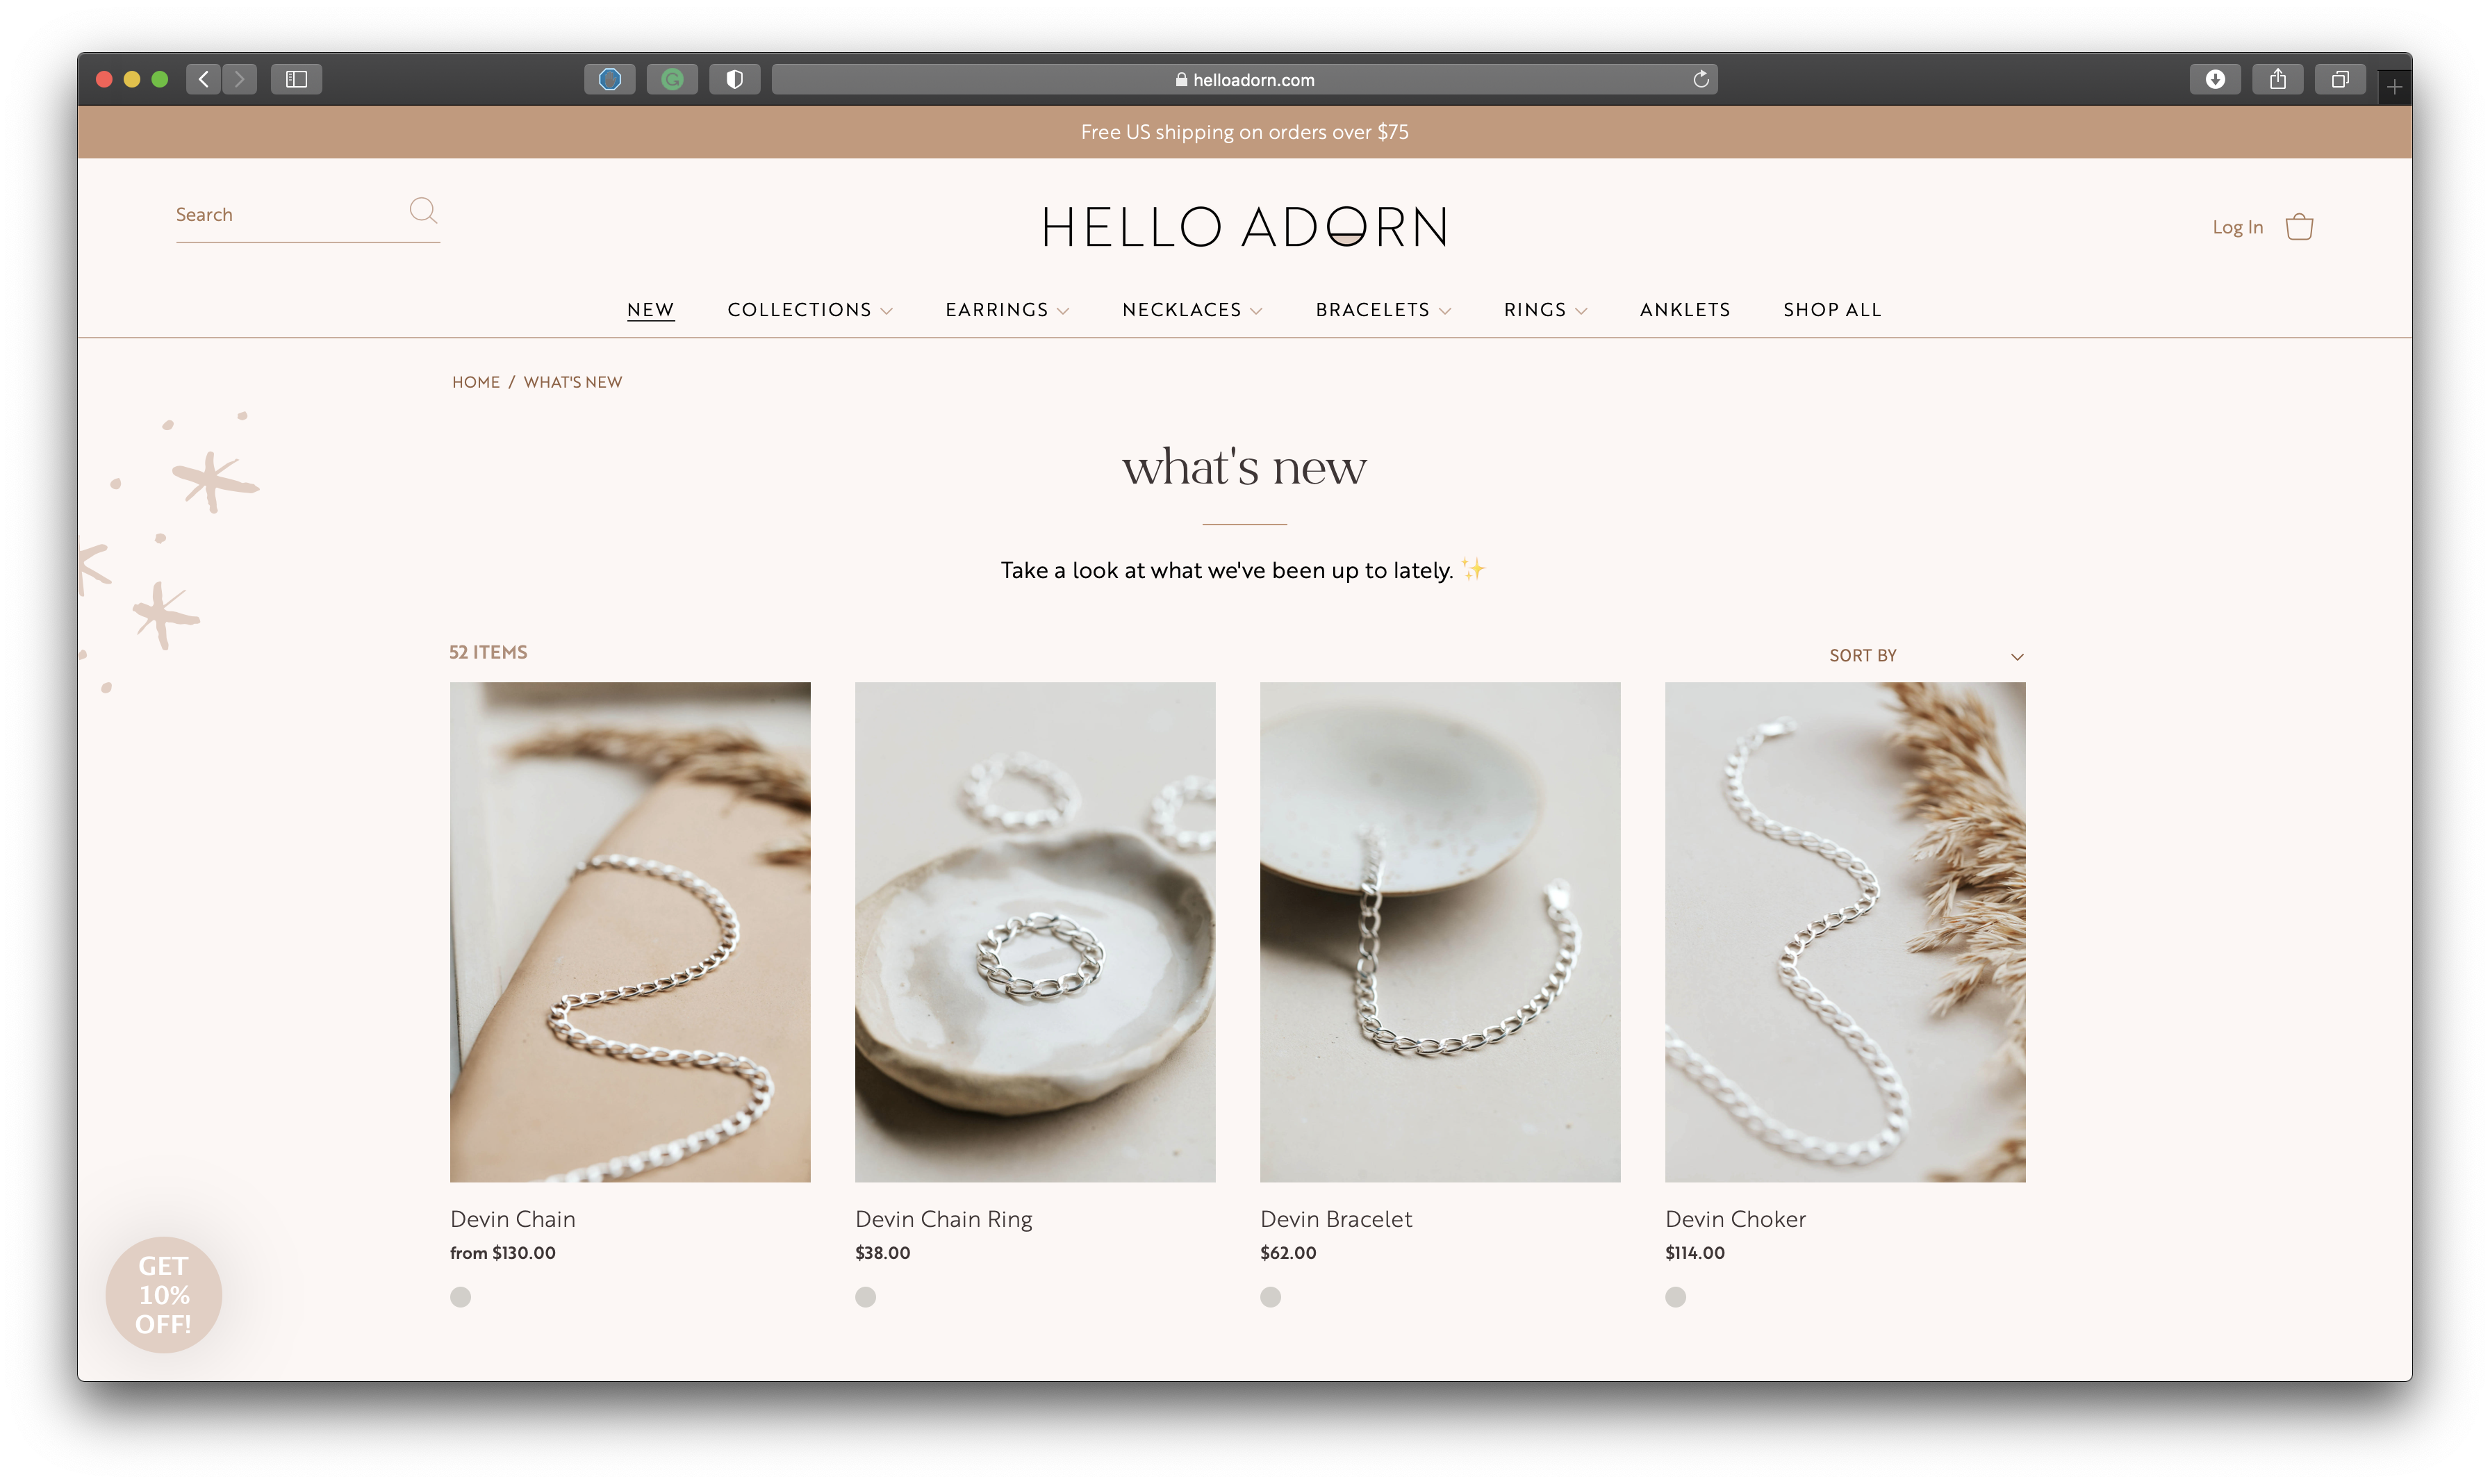 helloadorn.com
Free US shipping on orders over $75
Search
HELLO ADORN
Log In
NEW COLLECTIONS EARRINGS NECKLACES BRACELETS RINGS ANKLETS SHOP ALL
HOME / WHAT'S NEW
what's new
Take a look at what we've been up to lately. ✨
52 ITEMS
SORT BY
Devin Chain
from $130.00
Devin Chain Ring
$38.00
Devin Bracelet
$62.00
Devin Choker
$114.00
GET
10%
OFF!